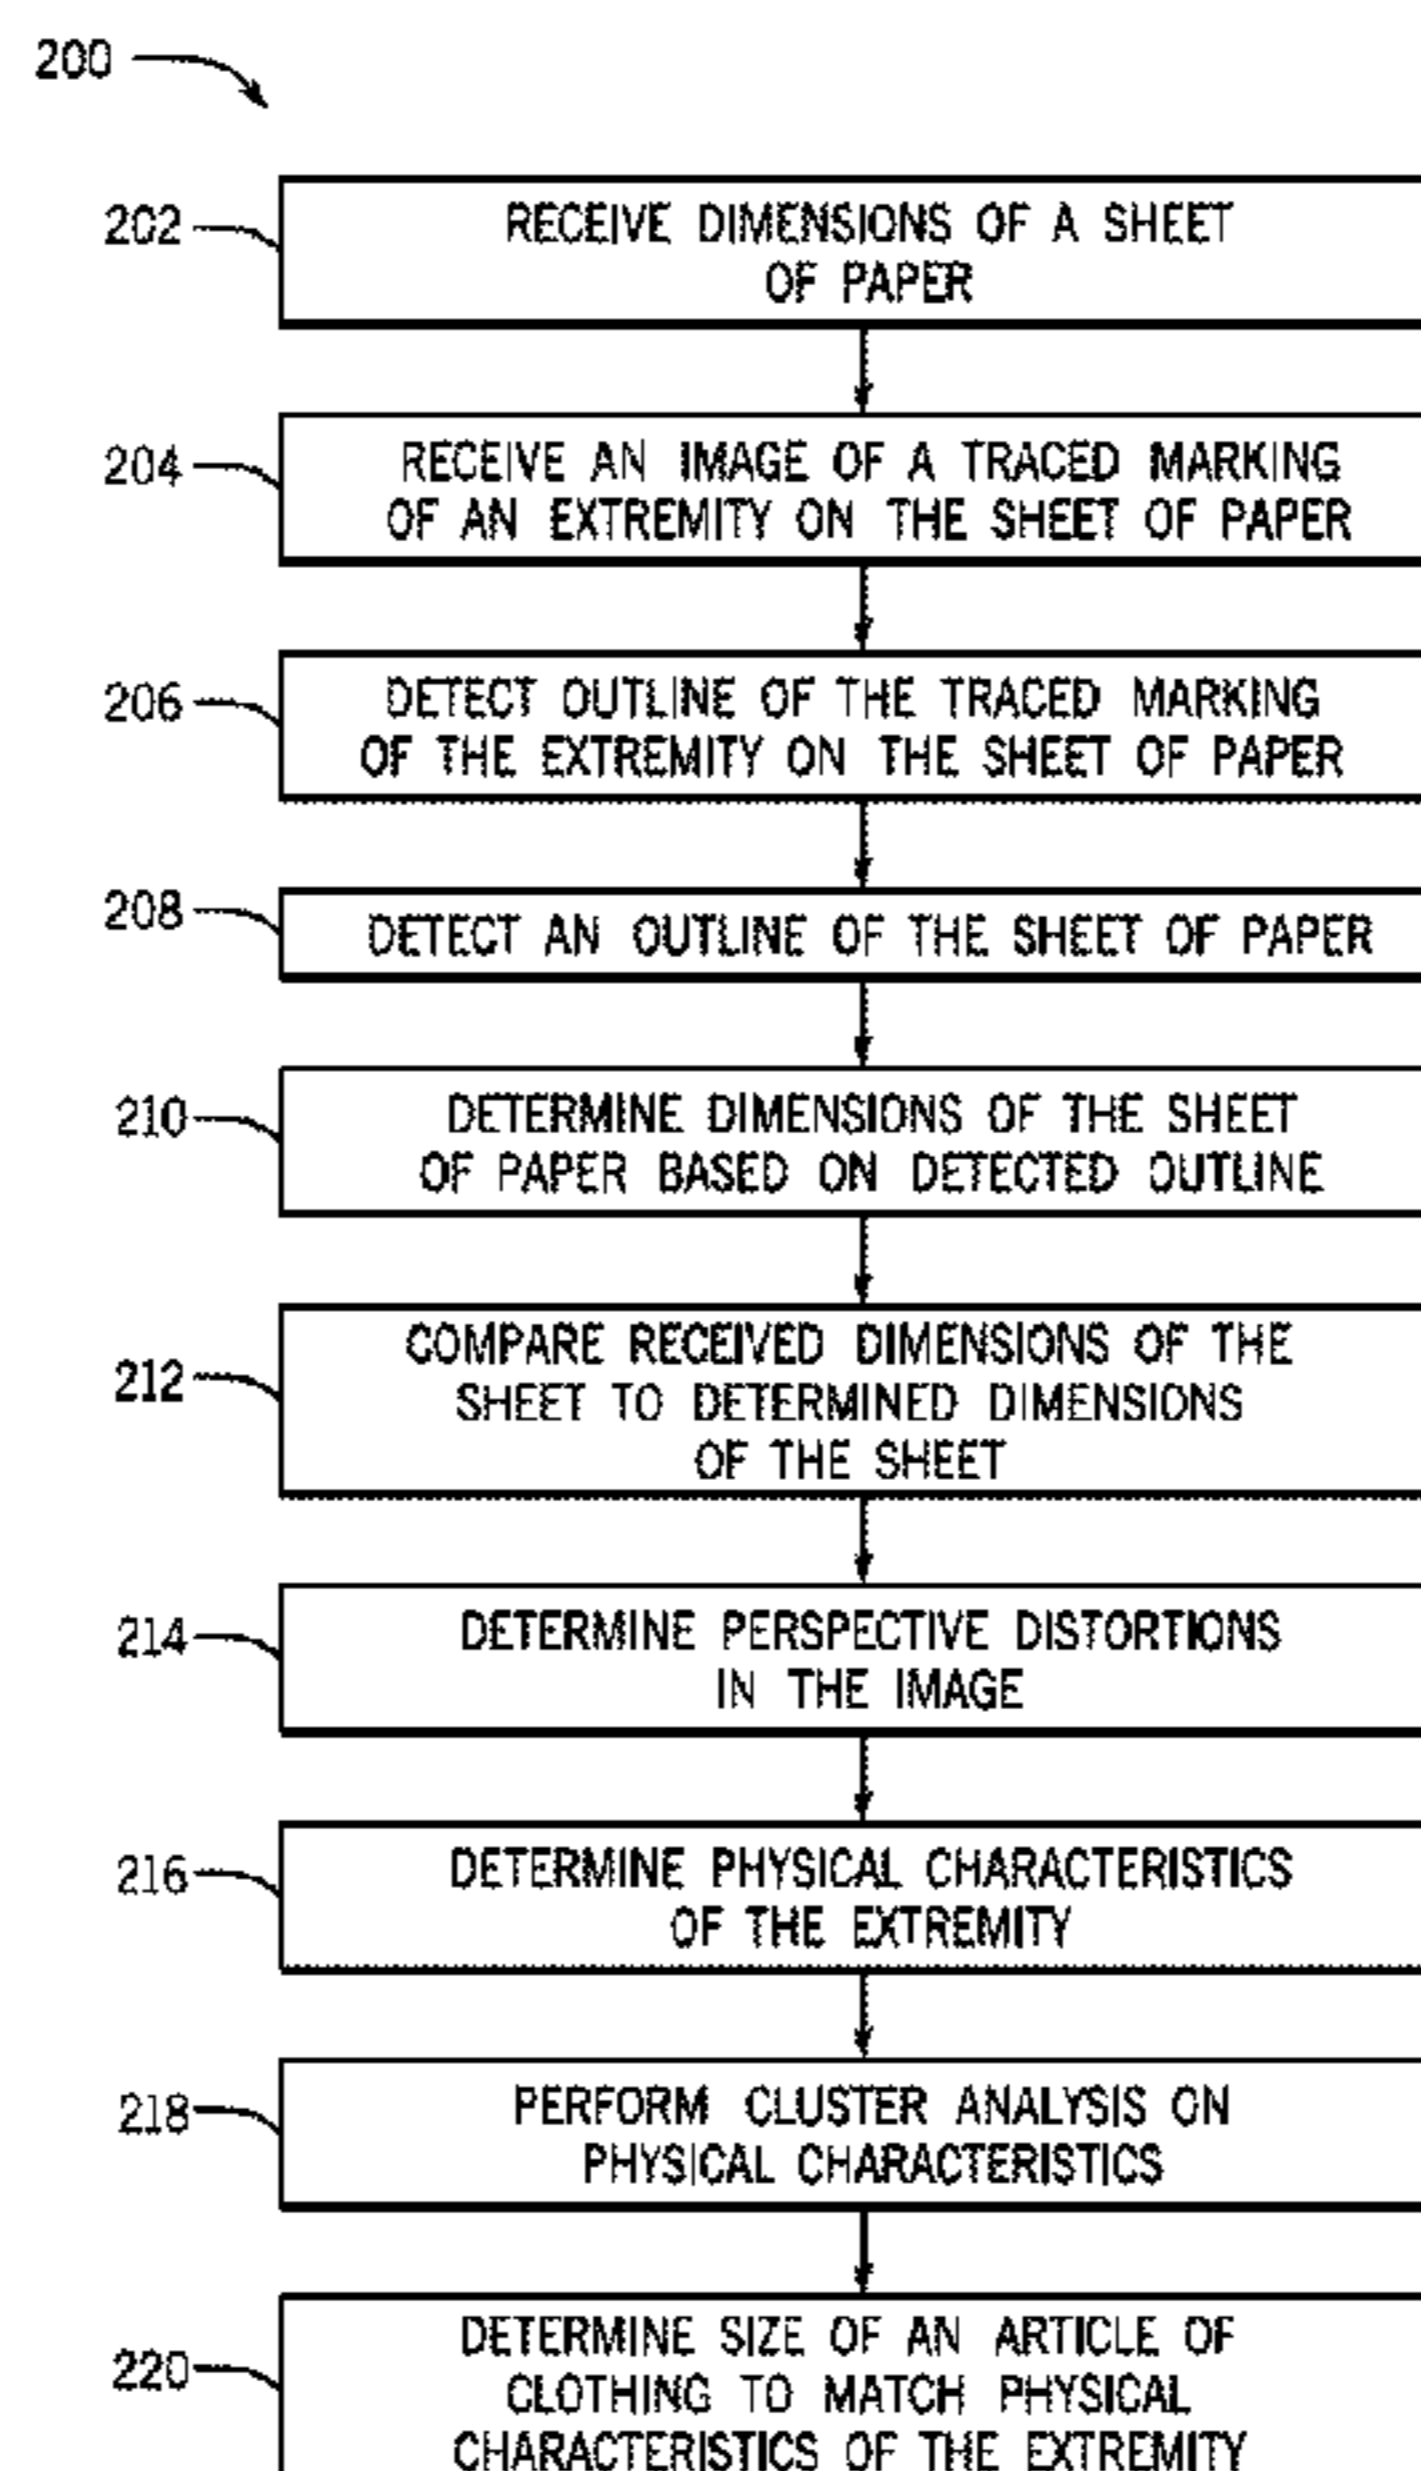 200
202
RECEIVE DIMENSIONS OF A SHEET
OF PAPER
204
RECEIVE AN IMAGE OF A TRACED MARKING
OF AN EXTREMITY ON THE SHEET OF PAPER
206
DETECT OUTLINE OF THE TRACED MARKING
OF THE EXTREMITY ON THE SHEET OF PAPER
208
DETECT AN OUTLINE OF THE SHEET OF PAPER
210
DETERMINE DIMENSIONS OF THE SHEET
OF PAPER BASED ON DETECTED OUTLINE
212
COMPARE RECEIVED DIMENSIONS OF THE
SHEET TO DETERMINED DIMENSIONS
OF THE SHEET
214
DETERMINE PERSPECTIVE DISTORTIONS
IN THE IMAGE
216
DETERMINE PHYSICAL CHARACTERISTICS
OF THE EXTREMITY
218
PERFORM CLUSTER ANALYSIS ON
PHYSICAL CHARACTERISTICS
220
DETERMINE SIZE OF AN ARTICLE OF
CLOTHING TO MATCH PHYSICAL
CHARACTERISTICS OF THE EXTREMITY